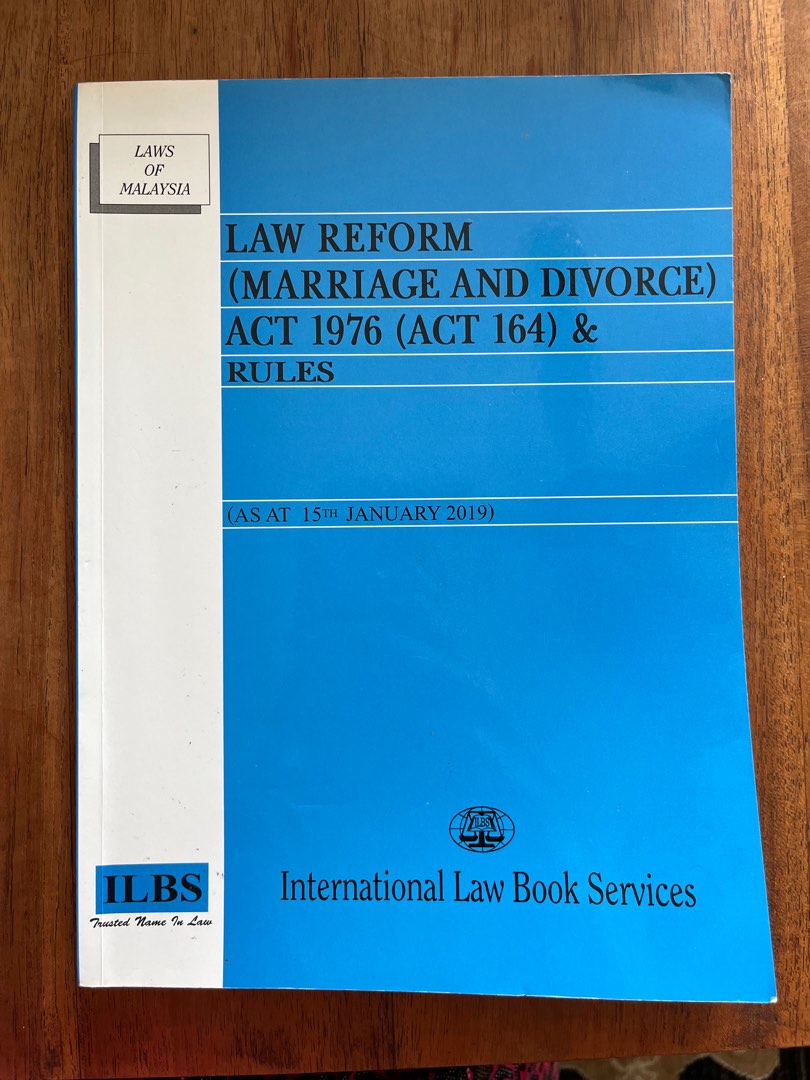 LAWS
OF
MALAYSIA
LAW REFORM
(MARRIAGE AND DIVORCE)
ACT 1976 (ACT 164) &
RULES
(AS AT 15TH JANUARY 2019)
ILBS
International Law Book Services
ILBS
Trusted Name In Law